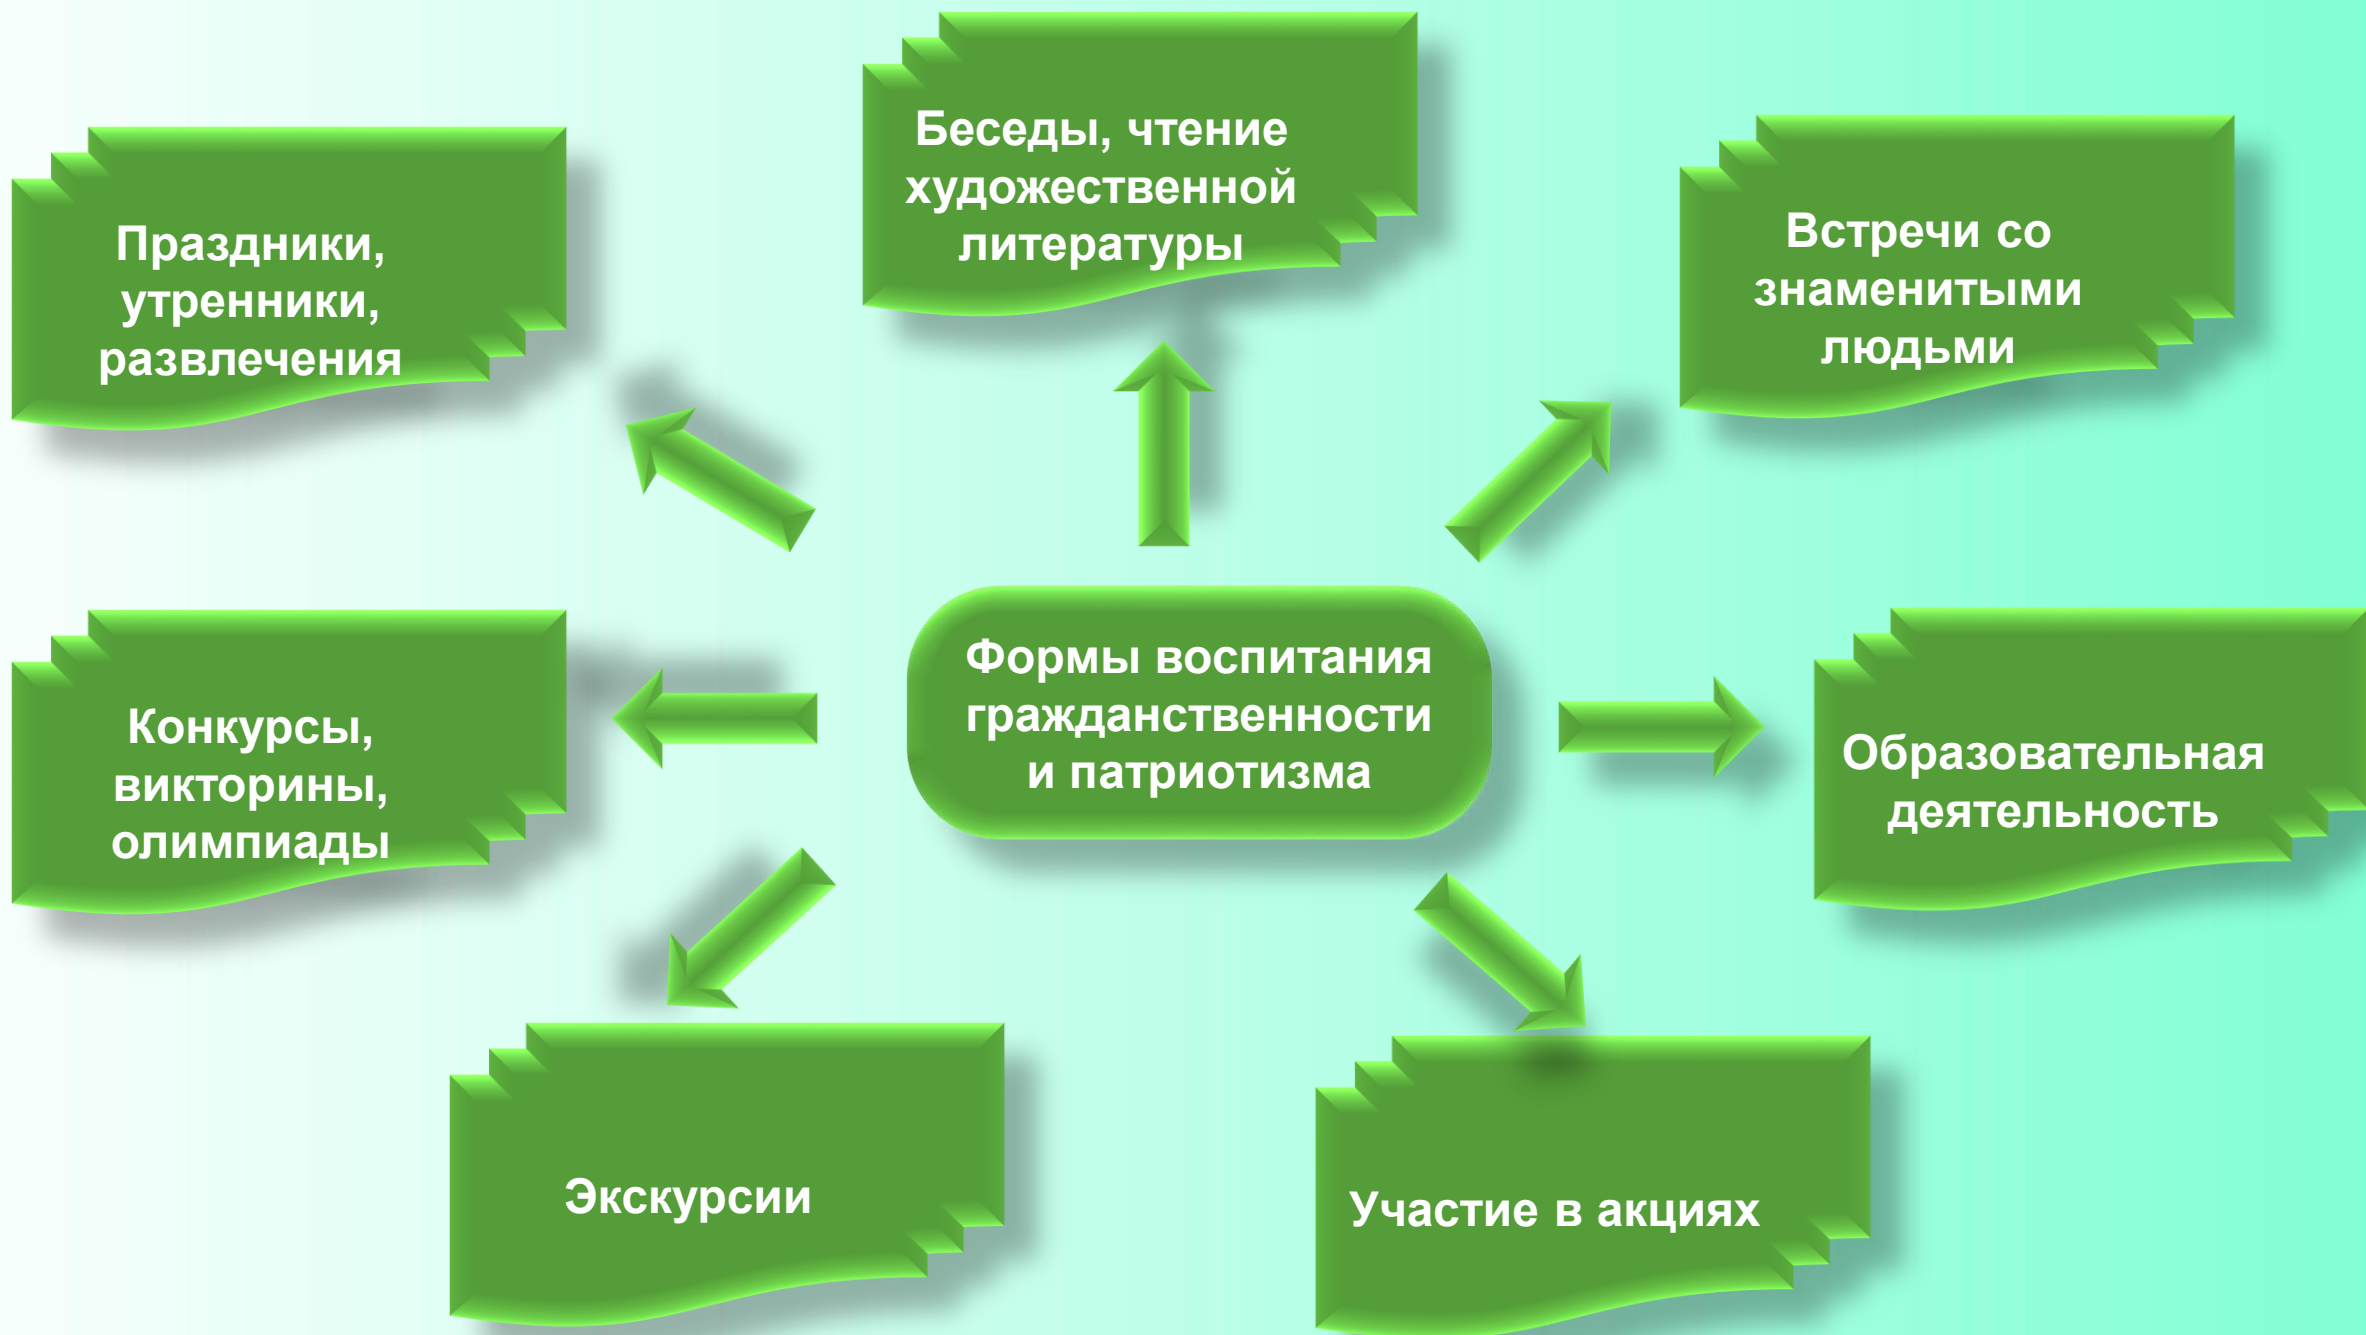 Беседы, чтение
художественной
литературы
Праздники,
утренники,
развлечения
Встречи со
знаменитыми
людьми
Формы воспитания
гражданственности
и патриотизма
Конкурсы,
викторины,
олимпиады
Образовательная
деятельность
Экскурсии
Участие в акциях